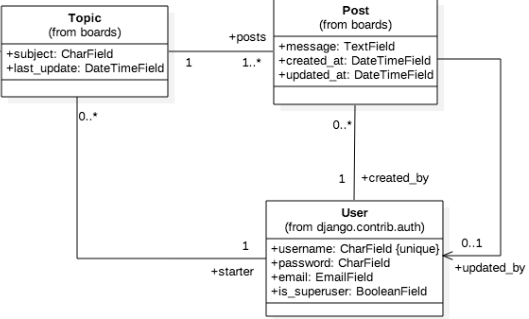 Topic
(from boards)
+subject: CharField
+last_update: DateTimeField
+posts
1
1..*
Post
(from boards)
+message: TextField
+created_at: DateTimeField
+updated_at: DateTimeField
0..*
0..*
1
+created_by
User
(from django.contrib.auth)
+username: CharField {unique}
+password: CharField
+email: EmailField
+is_superuser: BooleanField
1
+starter
0..1
+updated_by